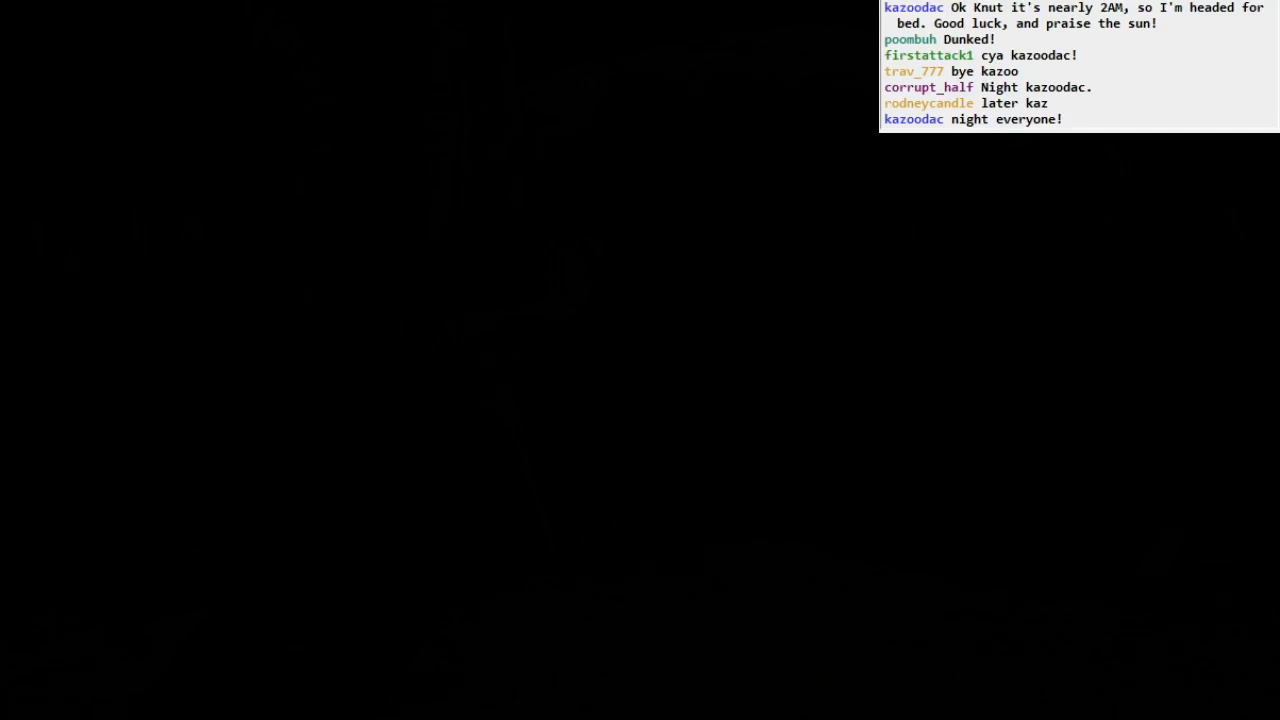 kazoodac Ok Knut it's nearly 2AM, so I'm headed for
bed. Good luck, and praise the sun!
poombuh Dunked!
firstattack1 cya kazoodac!
trav_777 bye kazoo
corrupt_half Night kazoodac.
rodneycandle later kaz
kazoodac night everyone!